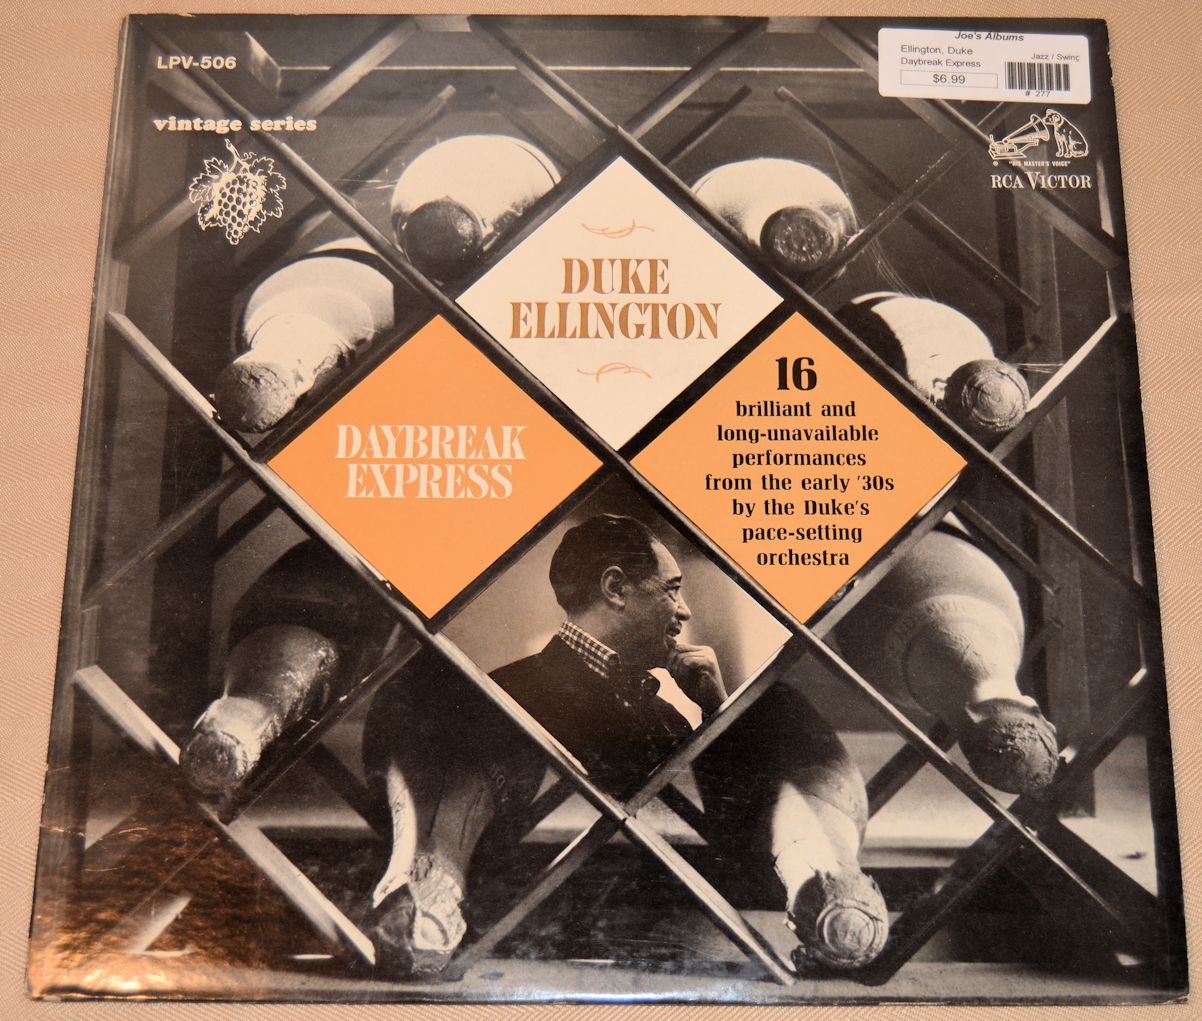 LPV-506
vintage series
Joe's Albums
Ellington, Duke
Jazz / Swing
Daybreak Express
$6.99
# 277
"HIS MASTER'S VOICE"
RCA VICTOR
DUKE
ELLINGTON
DAYBREAK
EXPRESS
16
brilliant and
long-unavailable
performances
from the early '30s
by the Duke's
pace-setting
orchestra